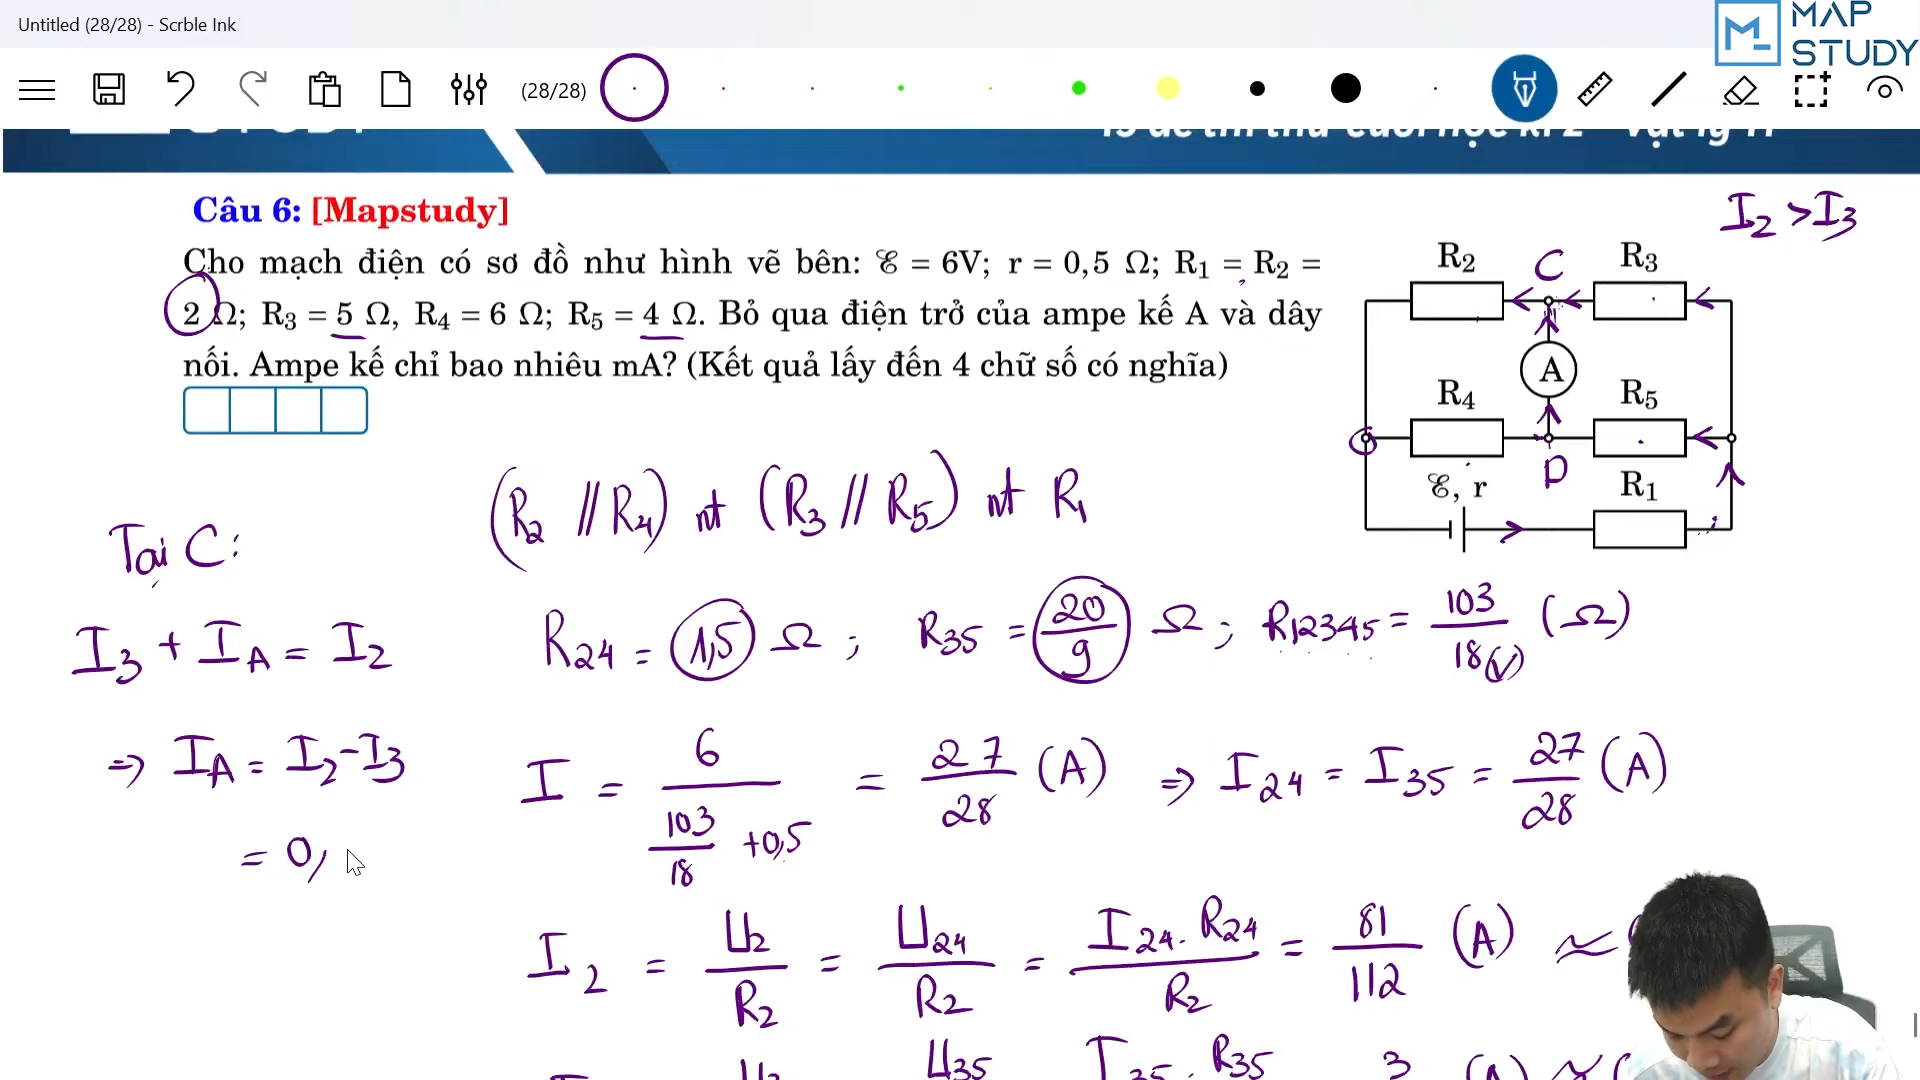 Untitled (28/28) - Scrble Ink
MAP
STUDY
(28/28)
Câu 6: [Mapstudy]
Cho mạch điện có sơ đồ như hình vẽ bên: ℰ = 6V; r = 0,5 Ω; R₁ = R₂ =
2 Ω; R₃ = 5 Ω, R₄ = 6 Ω; R₅ = 4 Ω. Bỏ qua điện trở của ampe kế A và dây
nối. Ampe kế chỉ bao nhiêu mA? (Kết quả lấy đến 4 chữ số có nghĩa)
I₂ > I₃
R₂ C R₃
A
R₄ R₅
D
ℰ, r R₁
(R₂ // R₄) nt (R₃ // R₅) nt R₁
Tại C:
I₃ + I_A = I₂
⇒ I_A = I₂ - I₃
= 0,
R₂₄ = 1,5 Ω ; R₃₅ = 20/9 Ω ; R₁₂₃₄₅ = 103/18 (Ω)
(V)
I = 6/(103/18 + 0,5) = 27/28 (A) ⇒ I₂₄ = I₃₅ = 27/28 (A)
I₂ = U₂/R₂ = U₂₄/R₂ = I₂₄.R₂₄/R₂ = 81/112 (A) ≈
U₃₅ I₃₅.R₃₅ 3 (A) ≈